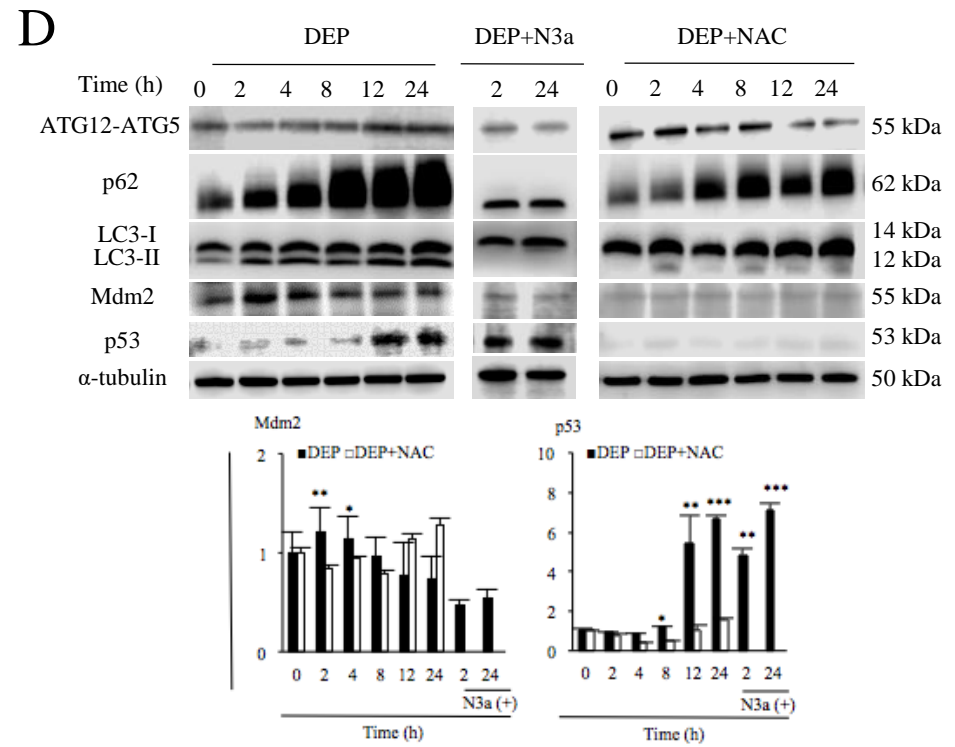 D
DEP DEP+N3a DEP+NAC
Time (h) 0 2 4 8 12 24 2 24 0 2 4 8 12 24
ATG12-ATG5 55 kDa
p62 62 kDa
LC3-I 14 kDa
LC3-II 12 kDa
Mdm2 55 kDa
p53 53 kDa
α-tubulin 50 kDa
Mdm2
■DEP □DEP+NAC
2
1
0
** *
0 2 4 8 12 24 2 24
N3a (+)
Time (h)
p53
■DEP □DEP+NAC
10
8
6
4
2
0
* ** *** ** ***
0 2 4 8 12 24 2 24
N3a (+)
Time (h)